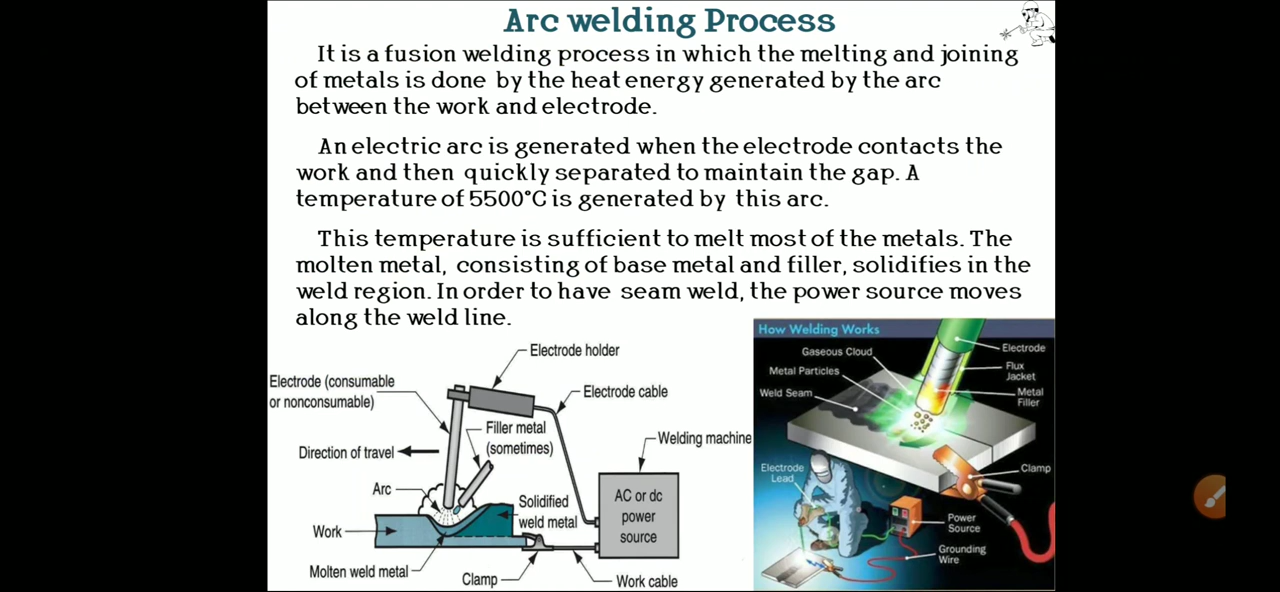 Arc welding Process
It is a fusion welding process in which the melting and joining
of metals is done by the heat energy generated by the arc
between the work and electrode.
An electric arc is generated when the electrode contacts the
work and then quickly separated to maintain the gap. A
temperature of 5500°C is generated by this arc.
This temperature is sufficient to melt most of the metals. The
molten metal, consisting of base metal and filler, solidifies in the
weld region. In order to have seam weld, the power source moves
along the weld line.
Electrode holder
Electrode (consumable
or nonconsumable)
Electrode cable
Filler metal
(sometimes)
Direction of travel
Welding machine
Arc
AC or dc
power
source
Solidified
weld metal
Work
Molten weld metal
Clamp
Work cable
How Welding Works
Gaseous Cloud
Electrode
Metal Particles
Flux
Jacket
Weld Seam
Metal
Filler
Electrode
Lead
Clamp
Power
Source
Grounding
Wire